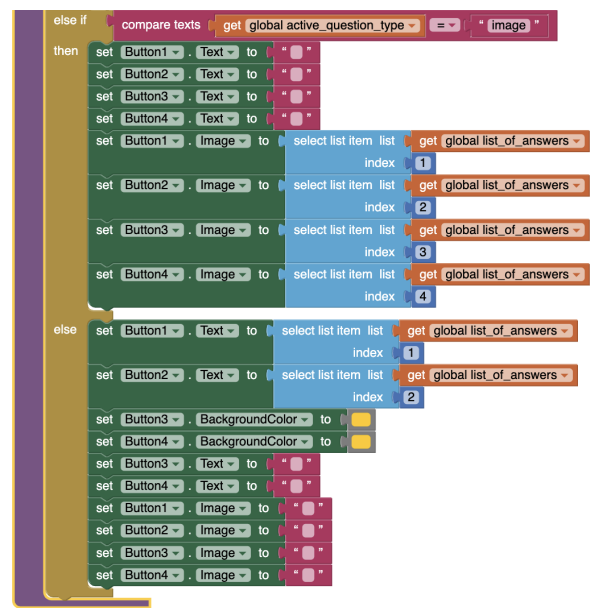 else if compare texts get global active_question_type = " image "
then set Button1 . Text to " "
set Button2 . Text to " "
set Button3 . Text to " "
set Button4 . Text to " "
set Button1 . Image to select list item list get global list_of_answers
index 1
set Button2 . Image to select list item list get global list_of_answers
index 2
set Button3 . Image to select list item list get global list_of_answers
index 3
set Button4 . Image to select list item list get global list_of_answers
index 4
else set Button1 . Text to select list item list get global list_of_answers
index 1
set Button2 . Text to select list item list get global list_of_answers
index 2
set Button3 . BackgroundColor to
set Button4 . BackgroundColor to
set Button3 . Text to " "
set Button4 . Text to " "
set Button1 . Image to " "
set Button2 . Image to " "
set Button3 . Image to " "
set Button4 . Image to " "